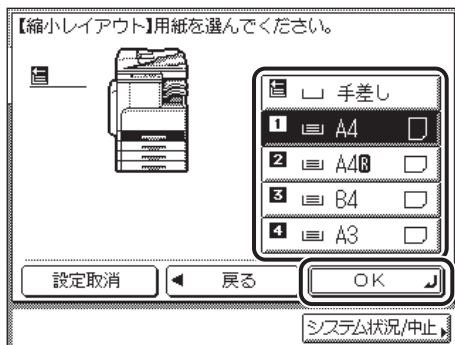 【縮小レイアウト】用紙を選んでください。
手差し
1 A4
2 A4R
3 B4
4 A3
設定取消
戻る
OK
システム状況/中止